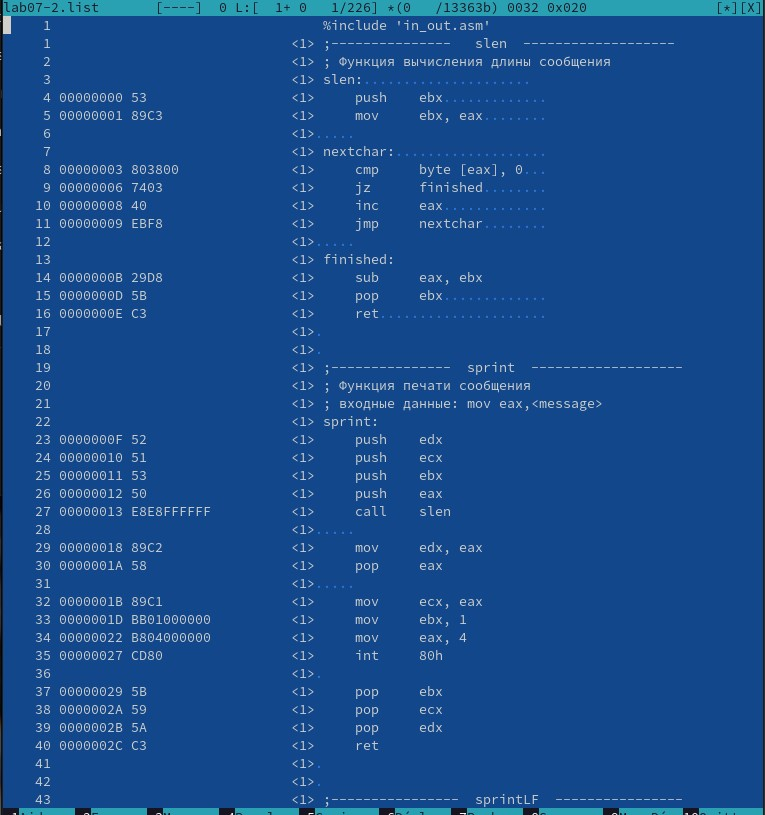 lab07-2.list [----] 0 L:[ 1+ 0 1/226] *(0 /13363b) 0032 0x020 [*][X]
1 %include 'in_out.asm'
1 <1> ;--------------- slen -------------------
2 <1> ; Функция вычисления длины сообщения
3 <1> slen:.....................
4 00000000 53 <1> push ebx.............
5 00000001 89C3 <1> mov ebx, eax........
6 <1>.....
7 <1> nextchar:...................
8 00000003 803800 <1> cmp byte [eax], 0...
9 00000006 7403 <1> jz finished........
10 00000008 40 <1> inc eax.............
11 00000009 EBF8 <1> jmp nextchar........
12 <1>.....
13 <1> finished:
14 0000000B 29D8 <1> sub eax, ebx
15 0000000D 5B <1> pop ebx.............
16 0000000E C3 <1> ret.....................
17 <1>.
18 <1>.
19 <1> ;--------------- sprint -------------------
20 <1> ; Функция печати сообщения
21 <1> ; входные данные: mov eax,<message>
22 <1> sprint:
23 0000000F 52 <1> push edx
24 00000010 51 <1> push ecx
25 00000011 53 <1> push ebx
26 00000012 50 <1> push eax
27 00000013 E8E8FFFFFF <1> call slen
28 <1>.....
29 00000018 89C2 <1> mov edx, eax
30 0000001A 58 <1> pop eax
31 <1>.....
32 0000001B 89C1 <1> mov ecx, eax
33 0000001D BB01000000 <1> mov ebx, 1
34 00000022 B804000000 <1> mov eax, 4
35 00000027 CD80 <1> int 80h
36 <1>.
37 00000029 5B <1> pop ebx
38 0000002A 59 <1> pop ecx
39 0000002B 5A <1> pop edx
40 0000002C C3 <1> ret
41 <1>.
42 <1>.
43 <1> ;---------------- sprintLF ----------------